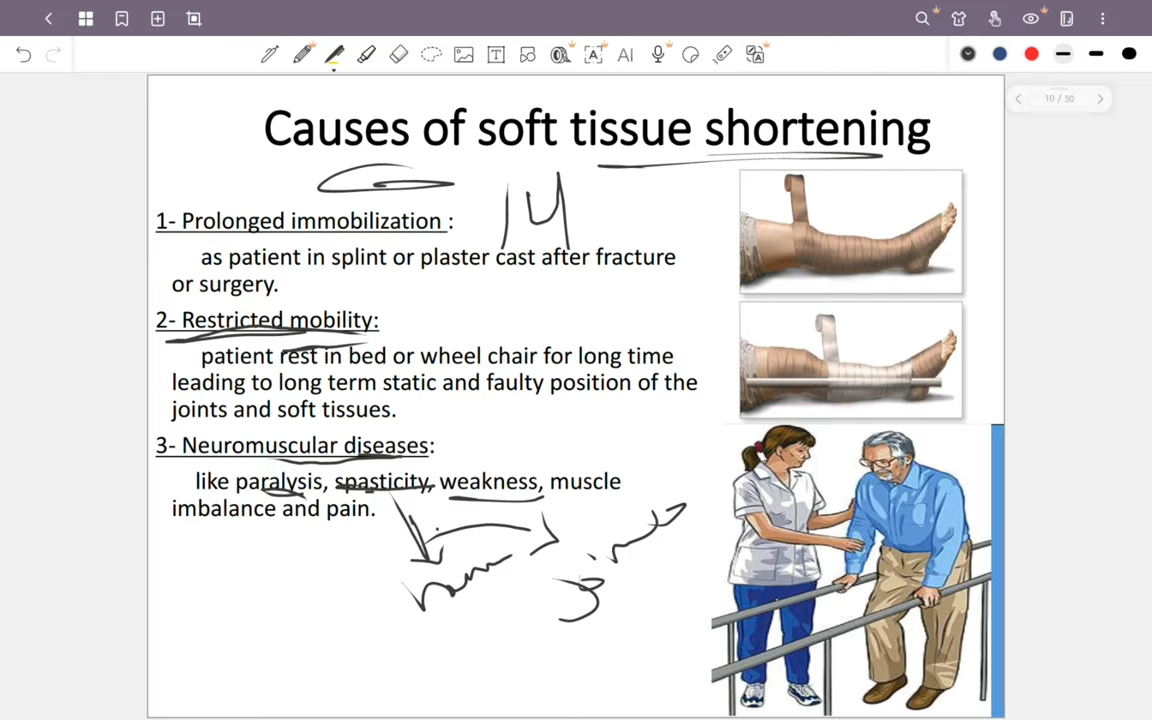 AI
10 / 50
Causes of soft tissue shortening
14
1- Prolonged immobilization :
as patient in splint or plaster cast after fracture
or surgery.
2- Restricted mobility:
patient rest in bed or wheel chair for long time
leading to long term static and faulty position of the
joints and soft tissues.
3- Neuromuscular diseases:
like paralysis, spasticity, weakness, muscle
imbalance and pain.